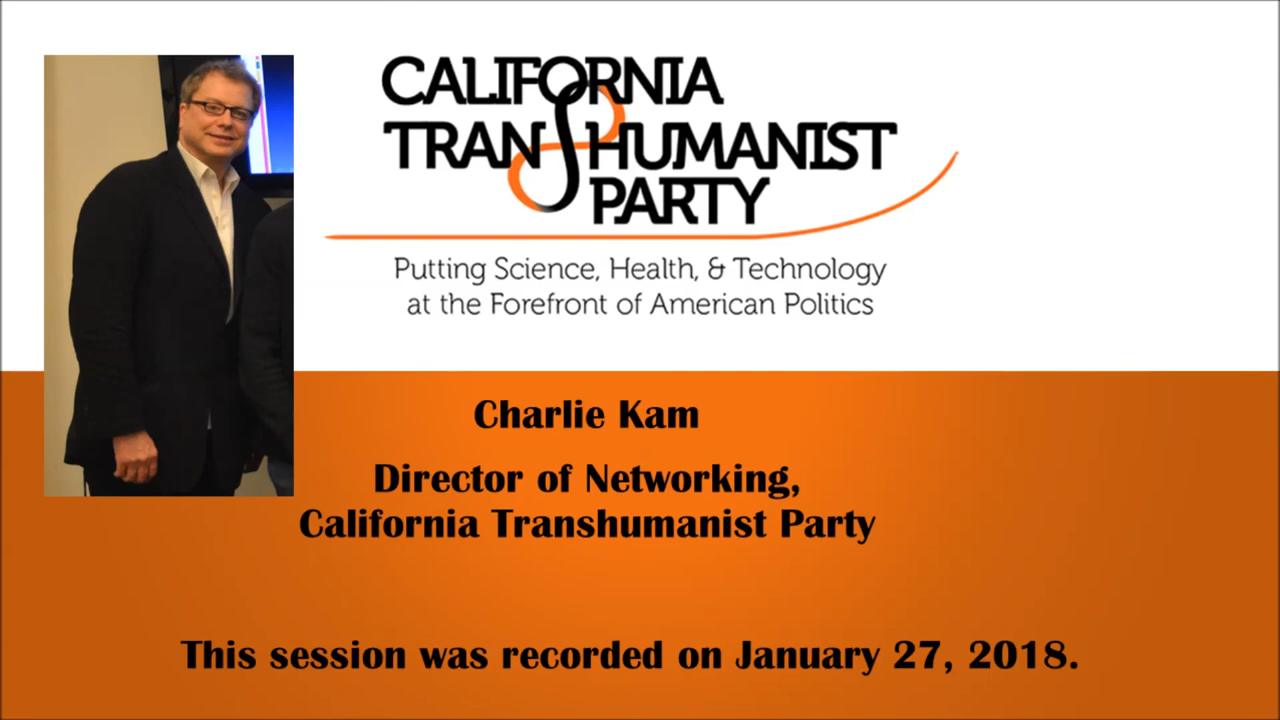 CALIFORNIA
TRANSHUMANIST
PARTY
Putting Science, Health, & Technology
at the Forefront of American Politics
Charlie Kam
Director of Networking,
California Transhumanist Party
This session was recorded on January 27, 2018.